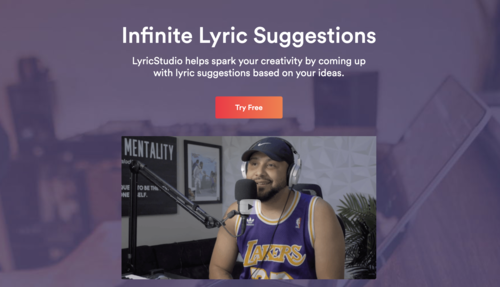 Infinite Lyric Suggestions
LyricStudio helps spark your creativity by coming up
with lyric suggestions based on your ideas.
Try Free
MENTALITY
LAKERS